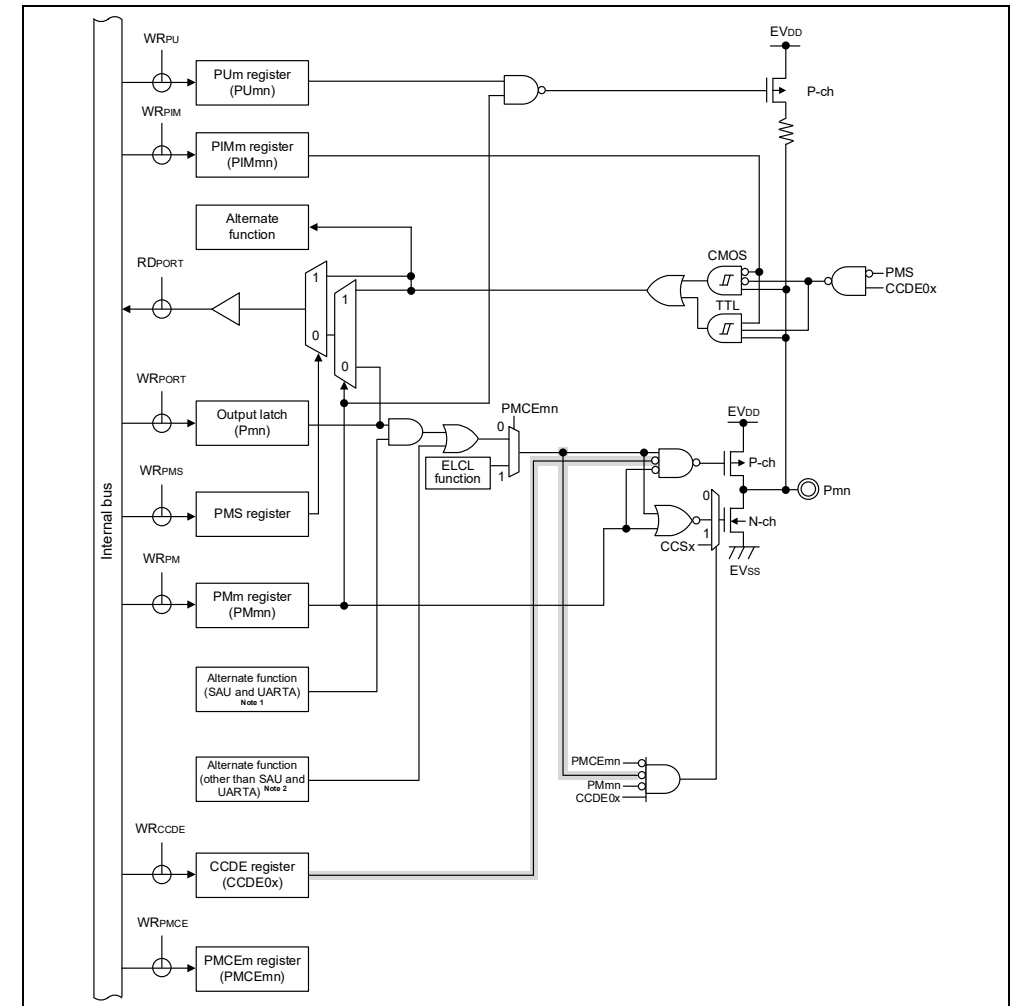 WRPU
PUm register
(PUmn)
EVDD
P-ch
WRPIM
PIMm register
(PIMmn)
Alternate
function
RDPORT
1
0
1
0
CMOS
TTL
PMS
CCDE0x
WRPORT
Output latch
(Pmn)
PMCEmn
0
1
ELCL
function
EVDD
P-ch
Pmn
WRPMS
PMS register
0
1
CCSx
N-ch
EVSS
Internal bus
WRPM
PMm register
(PMmn)
Alternate function
(SAU and UARTA)
Note 1
Alternate function
(other than SAU and
UARTA) Note 2
PMCEmn
PMmn
CCDE0x
WRCCDE
CCDE register
(CCDE0x)
WRPMCE
PMCEm register
(PMCEmn)